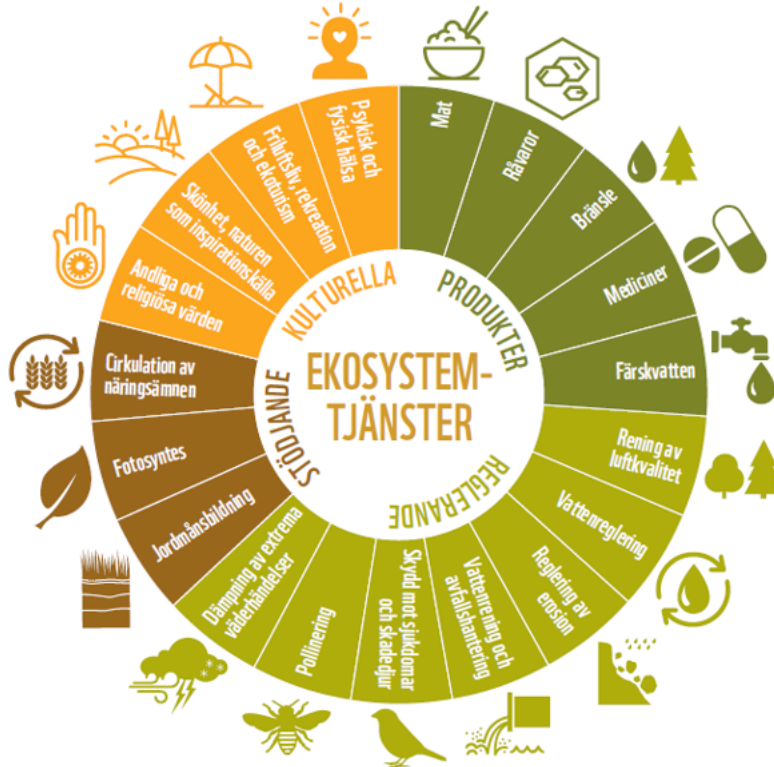 EKOSYSTEM-
TJÄNSTER
PRODUKTER
Mat
Råvaror
Bränsle
Mediciner
Färskvatten
REGLERANDE
Rening av
luftkvalitet
Vattenreglering
Reglering av
erosion
Vattenrening och
avfallshantering
Skydd mot sjukdomar
och skadedjur
Pollinering
Dämpning av extrema
väderhändelser
STÖDJANDE
Jordmånsbildning
Fotosyntes
Cirkulation av
näringsämnen
KULTURELLA
Andliga och
religiösa värden
Skönhet, naturen
som inspirationskälla
Friluftsliv, rekreation
och ekoturism
Psykisk och
fysisk hälsa